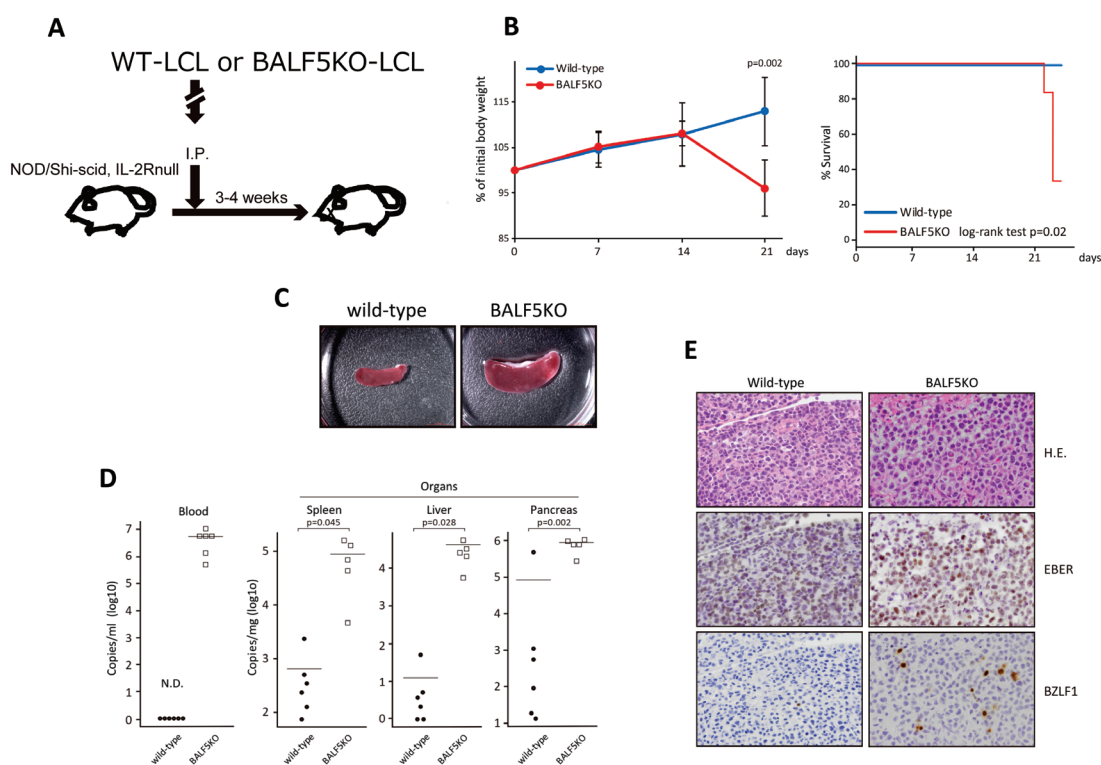 A
WT-LCL or BALF5KO-LCL
I.P.
NOD/Shi-scid, IL-2Rnull
3-4 weeks
B
% of initial body weight
115
105
95
85
0
7
14
21
days
Wild-type
BALF5KO
p=0.002
% Survival
100
80
60
40
20
0
Wild-type
BALF5KO log-rank test p=0.02
0
7
14
21
days
C
wild-type
BALF5KO
D
Organs
Blood
Copies/ml (log10)
7
6
5
4
3
2
1
0
N.D.
wild-type
BALF5KO
Spleen
p=0.045
Copies/mg (log1o)
5
4
3
2
wild-type
BALF5KO
Liver
p=0.028
4
3
2
1
0
wild-type
BALF5KO
Pancreas
p=0.002
6
5
4
3
2
1
wild-type
BALF5KO
E
Wild-type
BALF5KO
H.E.
EBER
BZLF1